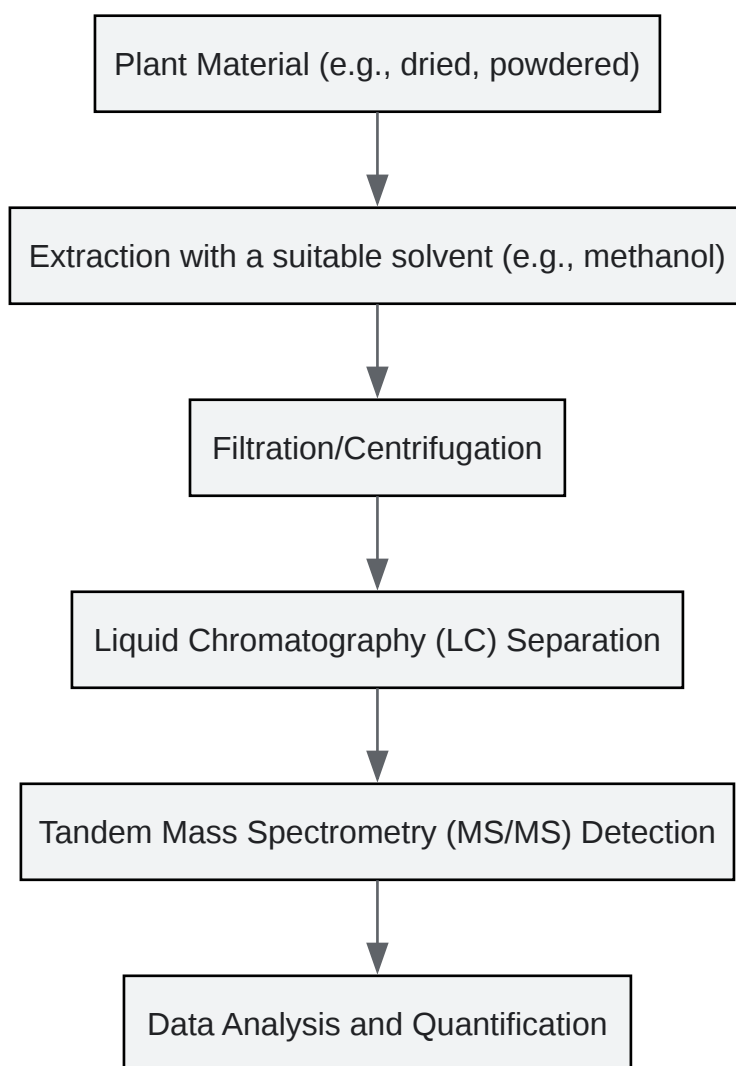 Plant Material (e.g., dried, powdered)
Extraction with a suitable solvent (e.g., methanol)
Filtration/Centrifugation
Liquid Chromatography (LC) Separation
Tandem Mass Spectrometry (MS/MS) Detection
Data Analysis and Quantification